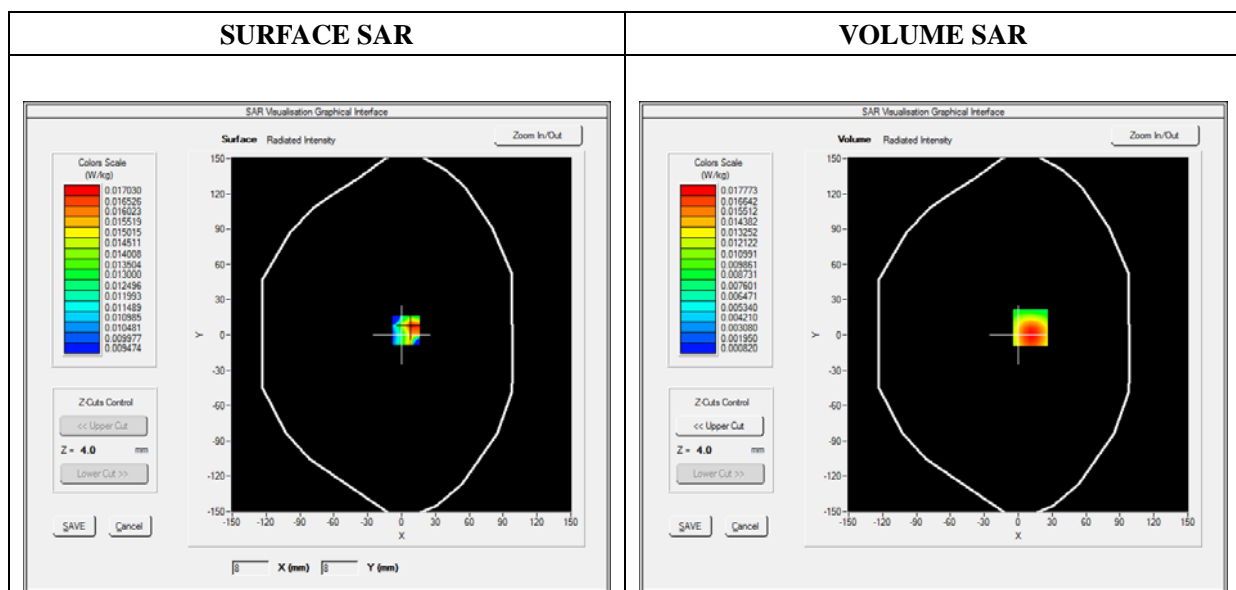 SURFACE SAR
VOLUME SAR
SAR Visualisation Graphical Interface
Surface Radiated Intensity
Zoom In/Out
Colors Scale
(W/kg)
0.017030
0.016526
0.016023
0.015519
0.015015
0.014511
0.014008
0.013504
0.013000
0.012496
0.011993
0.011489
0.010985
0.010481
0.009977
0.009474
Z-Cuts Control
<< Upper Cut
Z = 4.0 mm
Lower Cut >>
SAVE Cancel
150
120
90
60
30
Y 0
-30
-60
-90
-120
-150
-150 -120 -90 -60 -30 0 30 60 90 120 150
X
8 X (mm) 8 Y (mm)
SAR Visualisation Graphical Interface
Volume Radiated Intensity
Zoom In/Out
Colors Scale
(W/kg)
0.017773
0.016642
0.015512
0.014382
0.013252
0.012122
0.010991
0.009861
0.008731
0.007601
0.006471
0.005340
0.004210
0.003080
0.001950
0.000820
Z-Cuts Control
<< Upper Cut
Z = 4.0 mm
Lower Cut >>
SAVE Cancel
150
120
90
60
30
Y 0
-30
-60
-90
-120
-150
-150 -120 -90 -60 -30 0 30 60 90 120 150
X